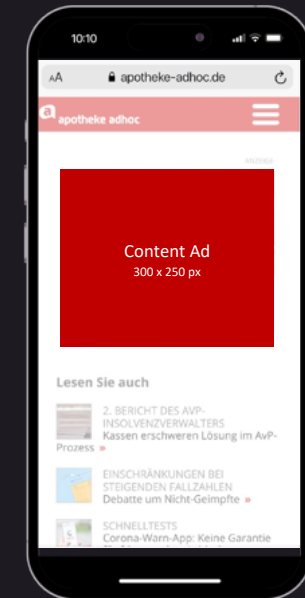 10:10
AA apotheke-adhoc.de
a apotheke adhoc
ANZEIGE
Content Ad
300 x 250 px
Lesen Sie auch
2. BERICHT DES AVP-
INSOLVENZVERWALTERS
Kassen erschweren Lösung im AvP-
Prozess »
EINSCHRÄNKUNGEN BEI
STEIGENDEN FALLZAHLEN
Debatte um Nicht-Geimpfte »
SCHNELLTESTS
Corona-Warn-App: Keine Garantie